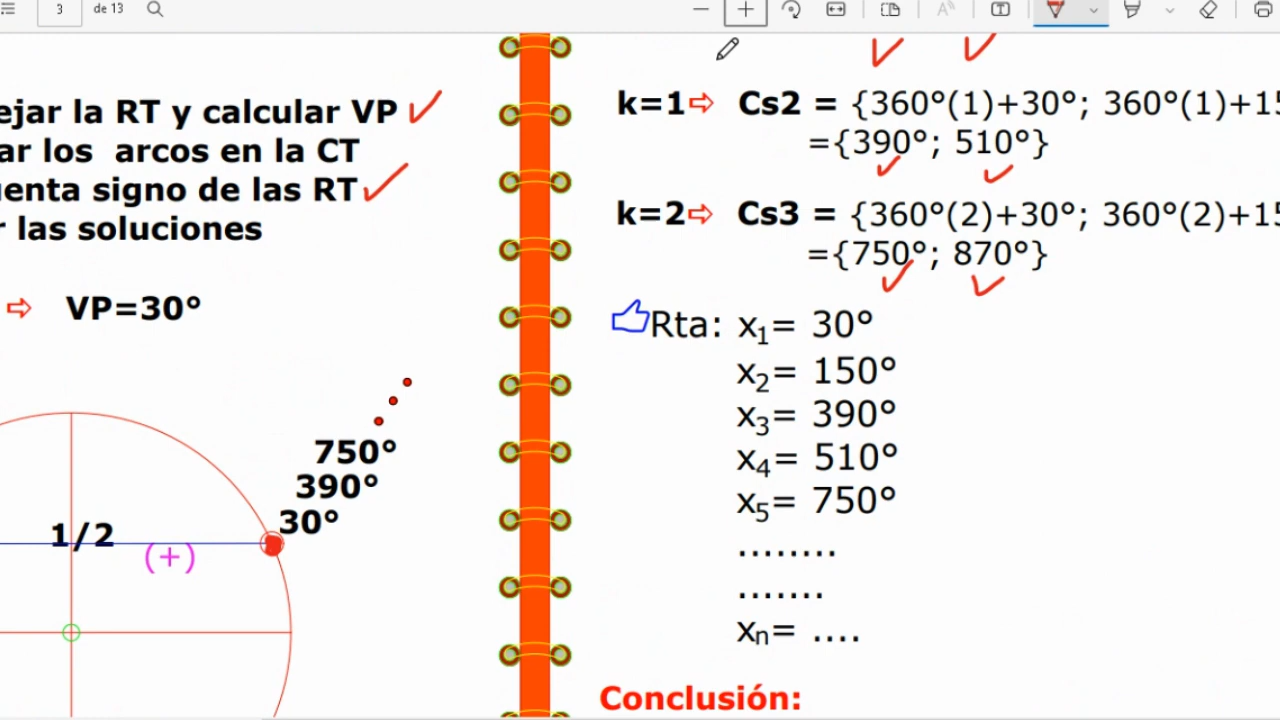 3 de 13
ejar la RT y calcular VP
ar los arcos en la CT
enta signo de las RT
r las soluciones
VP=30°
750°
390°
30°
1/2
(+)
k=1⇨ Cs2 = {360°(1)+30°; 360°(1)+15
={390°; 510°}
k=2⇨ Cs3 = {360°(2)+30°; 360°(2)+15
={750°; 870°}
Rta: x₁= 30°
x₂= 150°
x₃= 390°
x₄= 510°
x₅= 750°
........
.......
xₙ= ....
Conclusión: